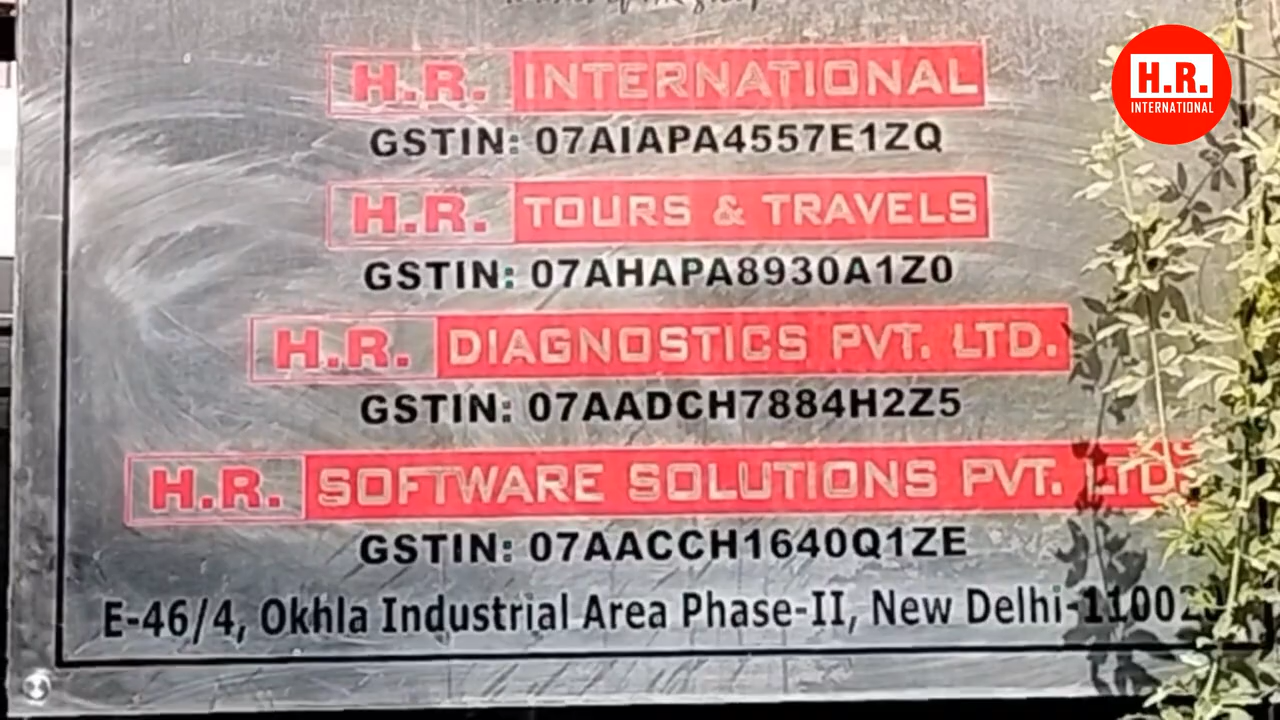 H.R. INTERNATIONAL
GSTIN: 07AIAPA4557E1ZQ
H.R. TOURS & TRAVELS
GSTIN: 07AHAPA8930A1Z0
H.R. DIAGNOSTICS PVT. LTD.
GSTIN: 07AADCH7884H2Z5
H.R. SOFTWARE SOLUTIONS PVT. LTD.
GSTIN: 07AACCH1640Q1ZE
E-46/4, Okhla Industrial Area Phase-II, New Delhi-
H.R.
INTERNATIONAL